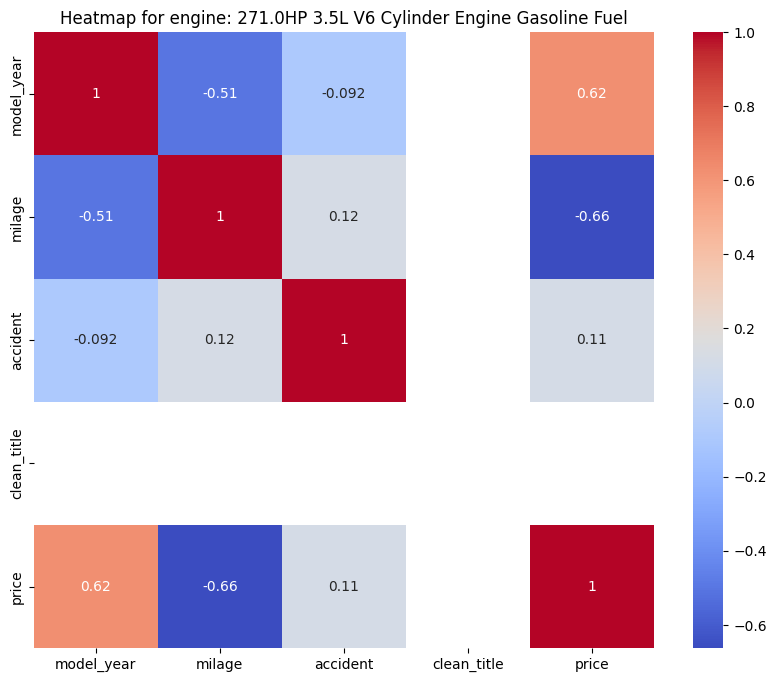 Heatmap for engine: 271.0HP 3.5L V6 Cylinder Engine Gasoline Fuel
model_year
1
-0.51
-0.092
0.62
milage
-0.51
1
0.12
-0.66
accident
-0.092
0.12
1
0.11
clean_title
price
0.62
-0.66
0.11
1
model_year
milage
accident
clean_title
price
1.0
0.8
0.6
0.4
0.2
0.0
−0.2
−0.4
−0.6